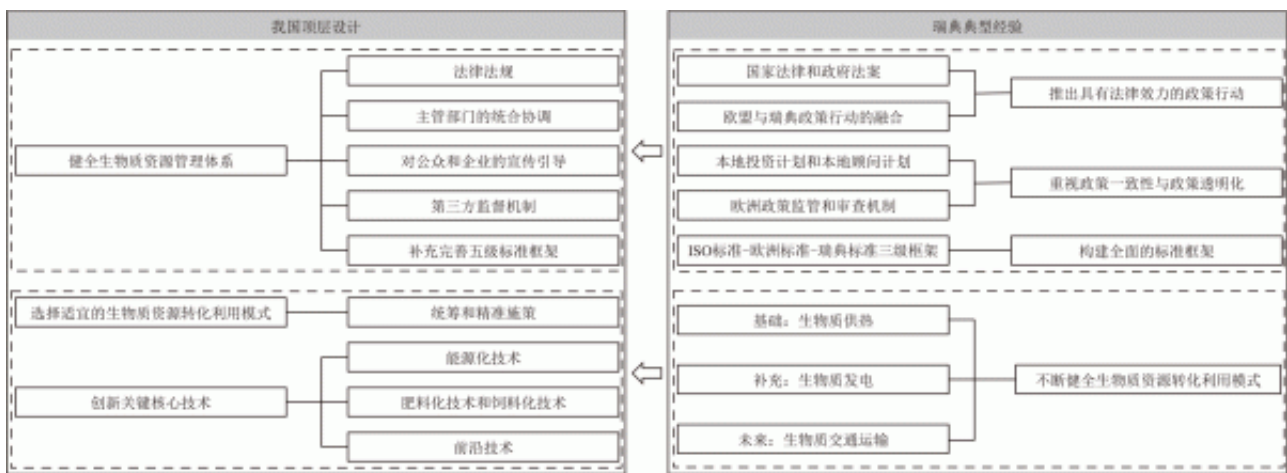 我国顶层设计
健全生物质资源管理体系
法律法规
主管部门的统合协调
对公众和企业的宣传引导
第三方监督机制
补充完善五级标准框架
选择适宜的生物质资源转化利用模式
统筹和精准施策
创新关键核心技术
能源化技术
肥料化技术和饲料化技术
前沿技术
瑞典典型经验
国家法律和政府法案
欧盟与瑞典政策行动的融合
推出具有法律效力的政策行动
本地投资计划和本地顾问计划
欧洲政策监管和审查机制
重视政策一致性与政策透明化
ISO标准-欧洲标准-瑞典标准三级框架
构建全面的标准框架
基础：生物质供热
补充：生物质发电
未来：生物质交通运输
不断健全生物质资源转化利用模式